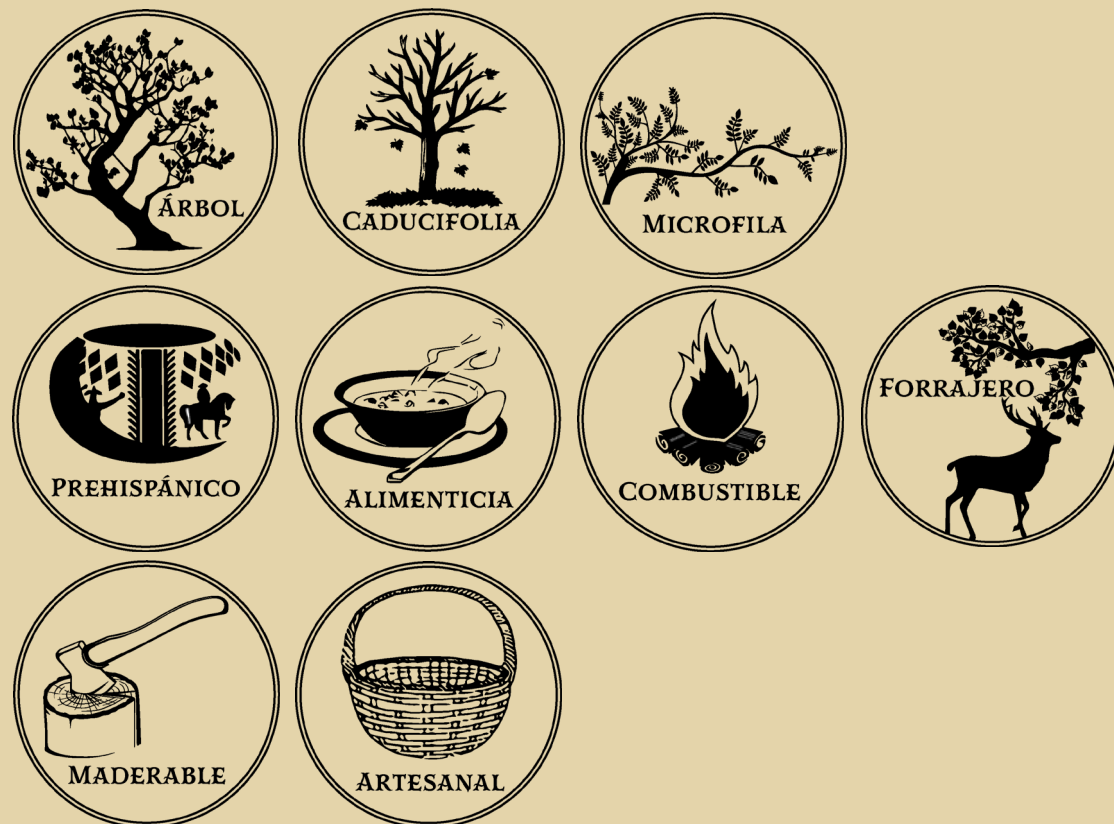 ÁRBOL
CADUCIFOLIA
MICROFILA
PREHISPÁNICO
ALIMENTICIA
COMBUSTIBLE
FORRAJERO
MADERABLE
ARTESANAL